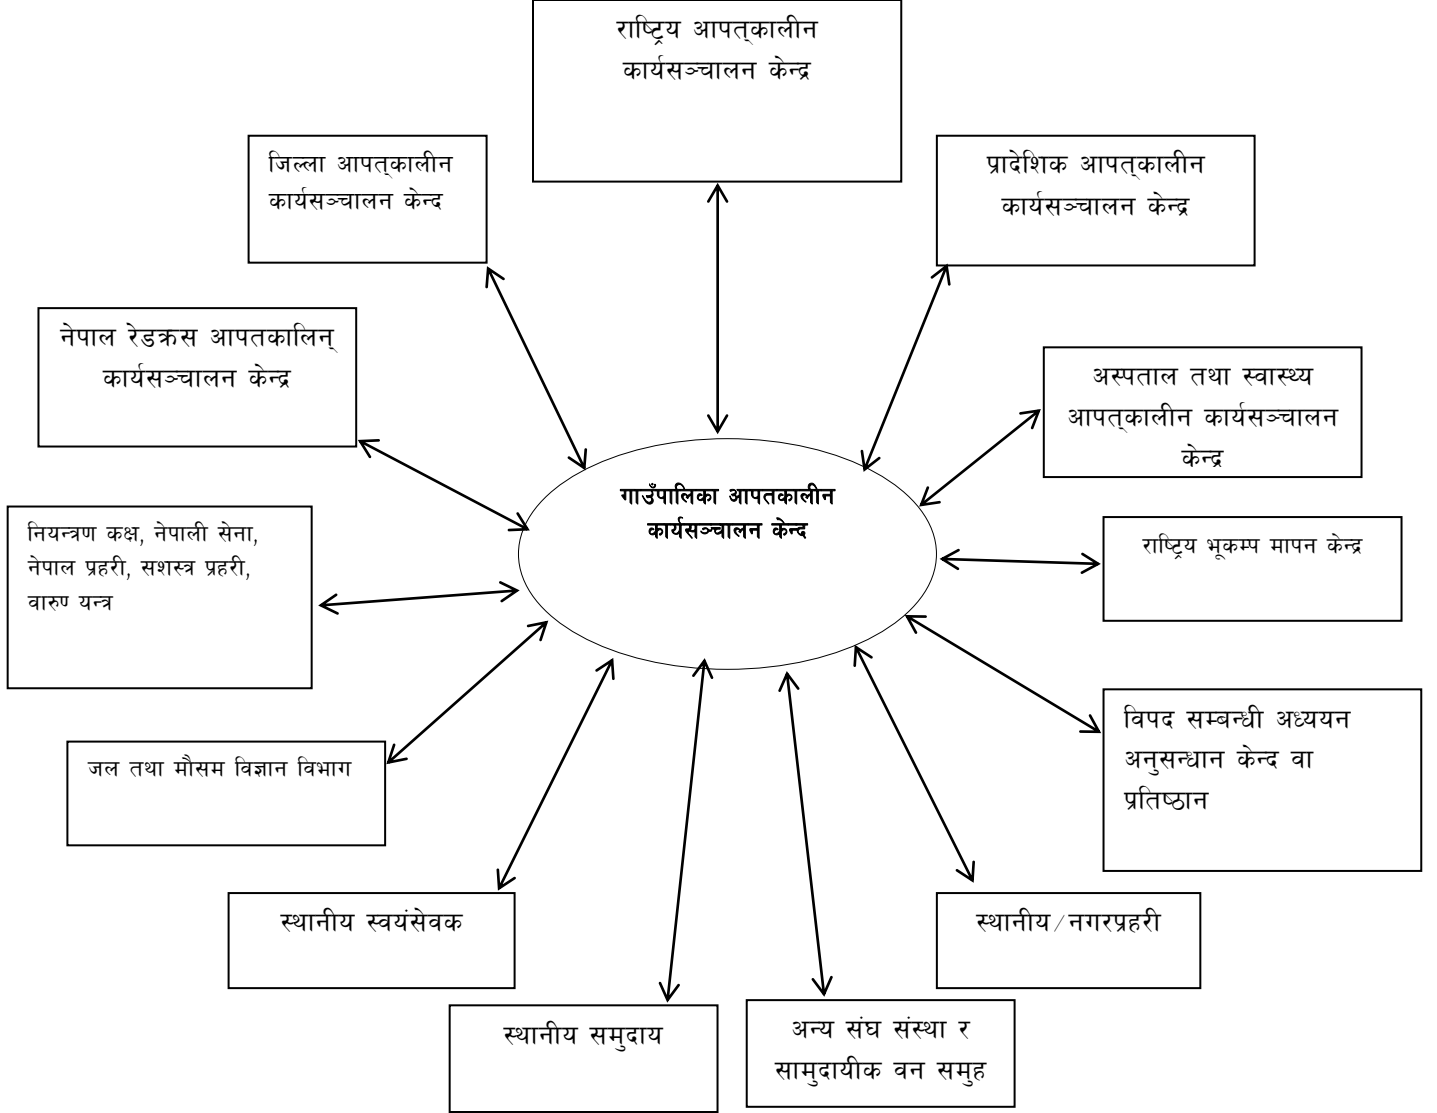 राष्ट्रिय आपत्कालीन
कार्यसञ्चालन केन्द्र
जिल्ला आपत्कालीन
कार्यसञ्चालन केन्द
प्रादेशिक आपत्कालीन
कार्यसञ्चालन केन्द्र
नेपाल रेडक्रस आपतकालिन्
कार्यसञ्चालन केन्द्र
अस्पताल तथा स्वास्थ्य
आपत्कालीन कार्यसञ्चालन
केन्द्र
गाउँपालिका आपतकालीन
कार्यसञ्चालन केन्द
नियन्त्रण कक्ष, नेपाली सेना,
नेपाल प्रहरी, सशस्त्र प्रहरी,
वारुण यन्त्र
राष्ट्रिय भूकम्प मापन केन्द्र
विपद सम्बन्धी अध्ययन
अनुसन्धान केन्द वा
प्रतिष्ठान
जल तथा मौसम विज्ञान विभाग
स्थानीय स्वयंसेवक
स्थानीय/नगरप्रहरी
स्थानीय समुदाय
अन्य संघ संस्था र
सामुदायीक वन समुह